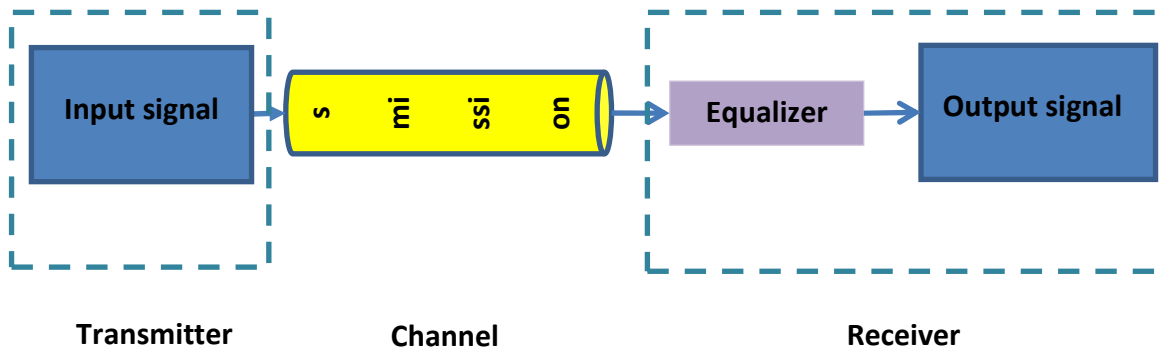 Input signal
s
mi
ssi
on
Equalizer
Output signal
Transmitter
Channel
Receiver